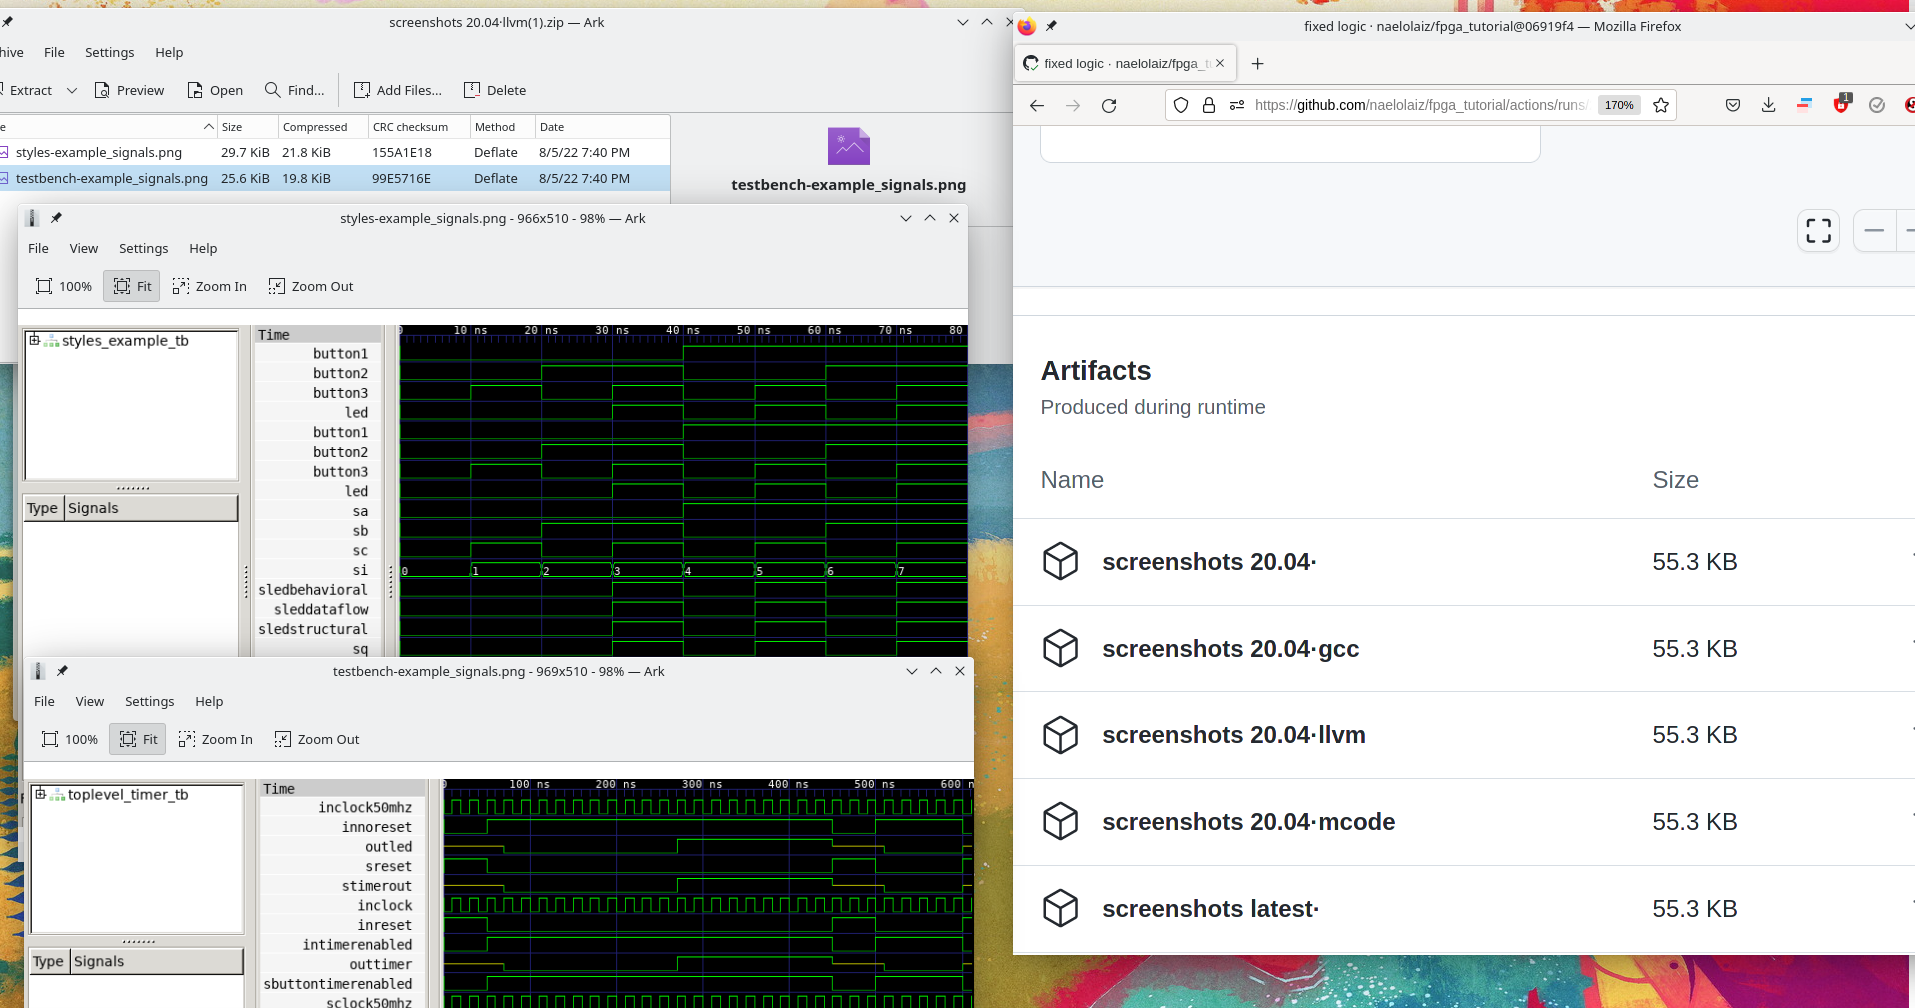 screenshots 20.04·llvm(1).zip — Ark
hive File Settings Help
Extract Preview Open Find... Add Files... Delete
e Size Compressed CRC checksum Method Date
styles-example_signals.png 29.7 KiB 21.8 KiB 155A1E18 Deflate 8/5/22 7:40 PM
testbench-example_signals.png 25.6 KiB 19.8 KiB 99E5716E Deflate 8/5/22 7:40 PM
testbench-example_signals.png
styles-example_signals.png - 966x510 - 98% — Ark
File View Settings Help
100% Fit Zoom In Zoom Out
styles_example_tb
Type Signals
Time
0 10 ns 20 ns 30 ns 40 ns 50 ns 60 ns 70 ns 80
button1
button2
button3
led
button1
button2
button3
led
sa
sb
sc
si 0 1 2 3 4 5 6 7
sledbehavioral
sleddataflow
sledstructural
sq
testbench-example_signals.png - 969x510 - 98% — Ark
File View Settings Help
100% Fit Zoom In Zoom Out
toplevel_timer_tb
Type Signals
Time
100 ns 200 ns 300 ns 400 ns 500 ns 600 n
inclock50mhz
innoreset
outled
sreset
stimerout
inclock
inreset
intimerenabled
outtimer
sbuttontimerenabled
sclock50mhz
fixed logic · naelolaiz/fpga_tutorial@06919f4 — Mozilla Firefox
fixed logic · naelolaiz/fpga_t
https://github.com/naelolaiz/fpga_tutorial/actions/runs/ 170% 1
Artifacts
Produced during runtime
Name Size
screenshots 20.04· 55.3 KB
screenshots 20.04·gcc 55.3 KB
screenshots 20.04·llvm 55.3 KB
screenshots 20.04·mcode 55.3 KB
screenshots latest· 55.3 KB